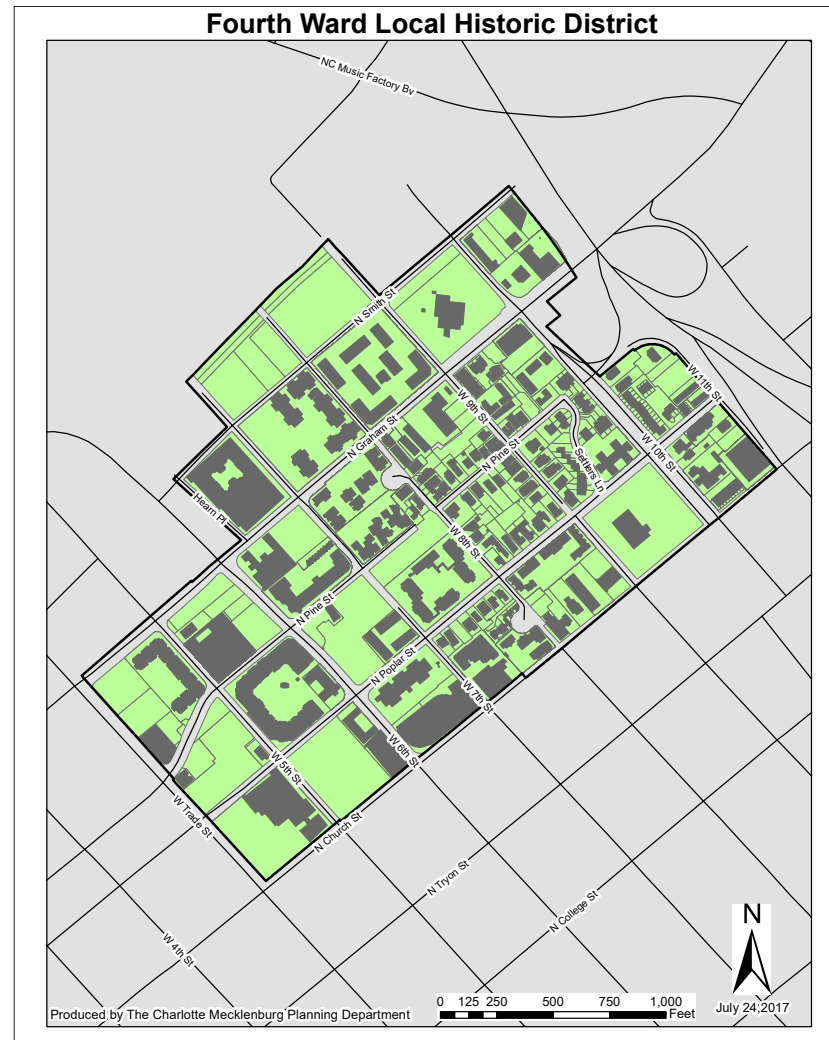 Fourth Ward Local Historic District
NC Music Factory Bv
N Smith St
W 11th St
W 9th St
N Graham St
W 10th St
N Pine St
Settlers Ln
Hearn Pl
W 8th St
N Pine St
N Poplar St
W 7th St
W 6th St
W 5th St
W Trade St
N Church St
N Tryon St
N College St
W 4th St
N
July 24,2017
0 125 250 500 750 1,000
Feet
Produced by The Charlotte Mecklenburg Planning Department